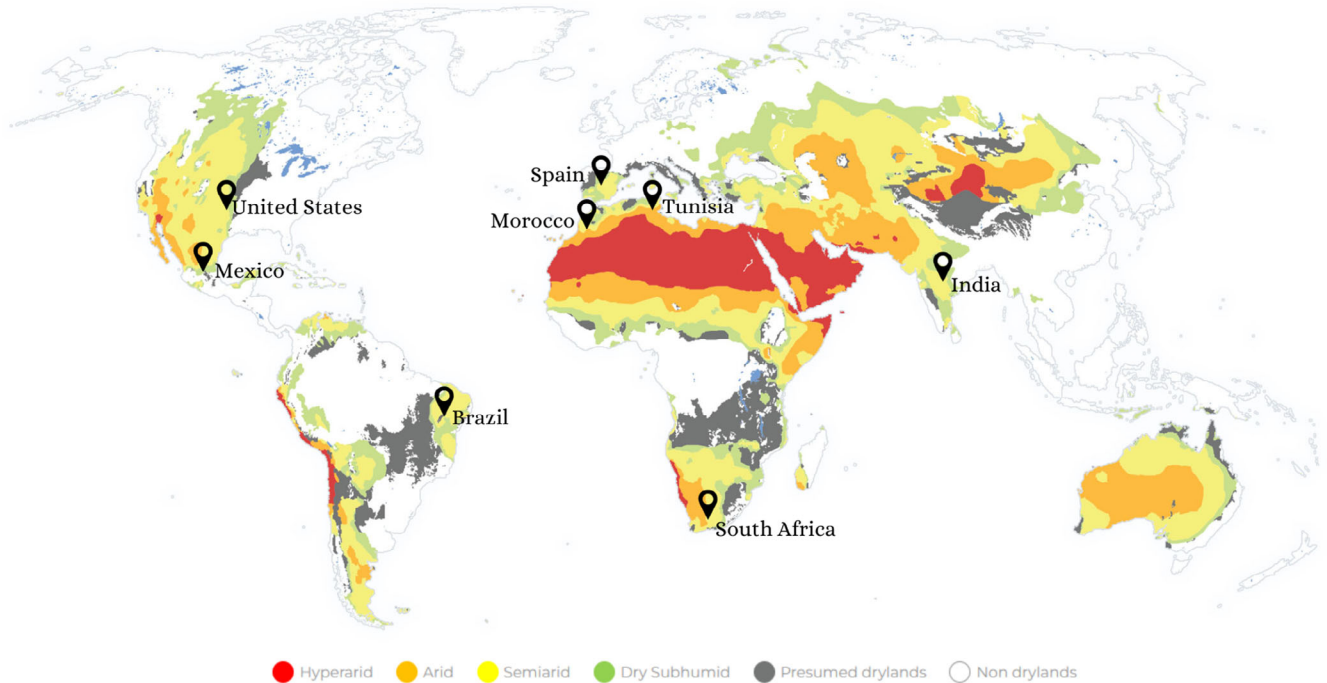 Spain
Tunisia
United States
Morocco
Mexico
India
Brazil
South Africa
Hyperarid Arid Semiarid Dry Subhumid Presumed drylands Non drylands